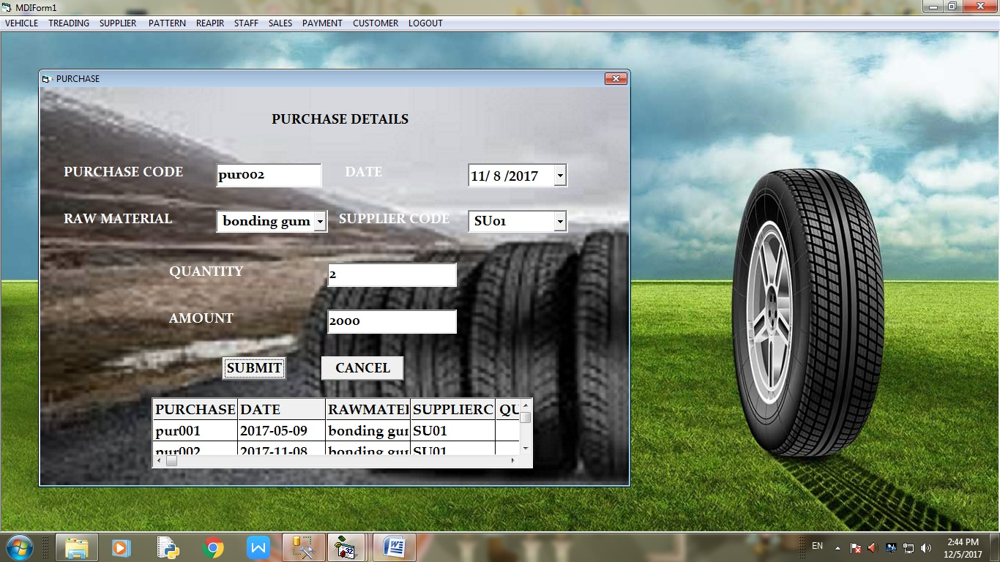 MDIForm1
VEHICLE TREADING SUPPLIER PATTERN REAPIR STAFF SALES PAYMENT CUSTOMER LOGOUT
PURCHASE
PURCHASE DETAILS
PURCHASE CODE pur002 DATE 11/ 8 /2017
RAW MATERIAL bonding gum SUPPLIER CODE SU01
QUANTITY 2
AMOUNT 2000
SUBMIT CANCEL
PURCHASE DATE RAWMATEI SUPPLIERC QU
pur001 2017-05-09 bonding gur SU01
pur002 2017-11-08 bonding gur SU01
EN 2:44 PM
12/5/2017